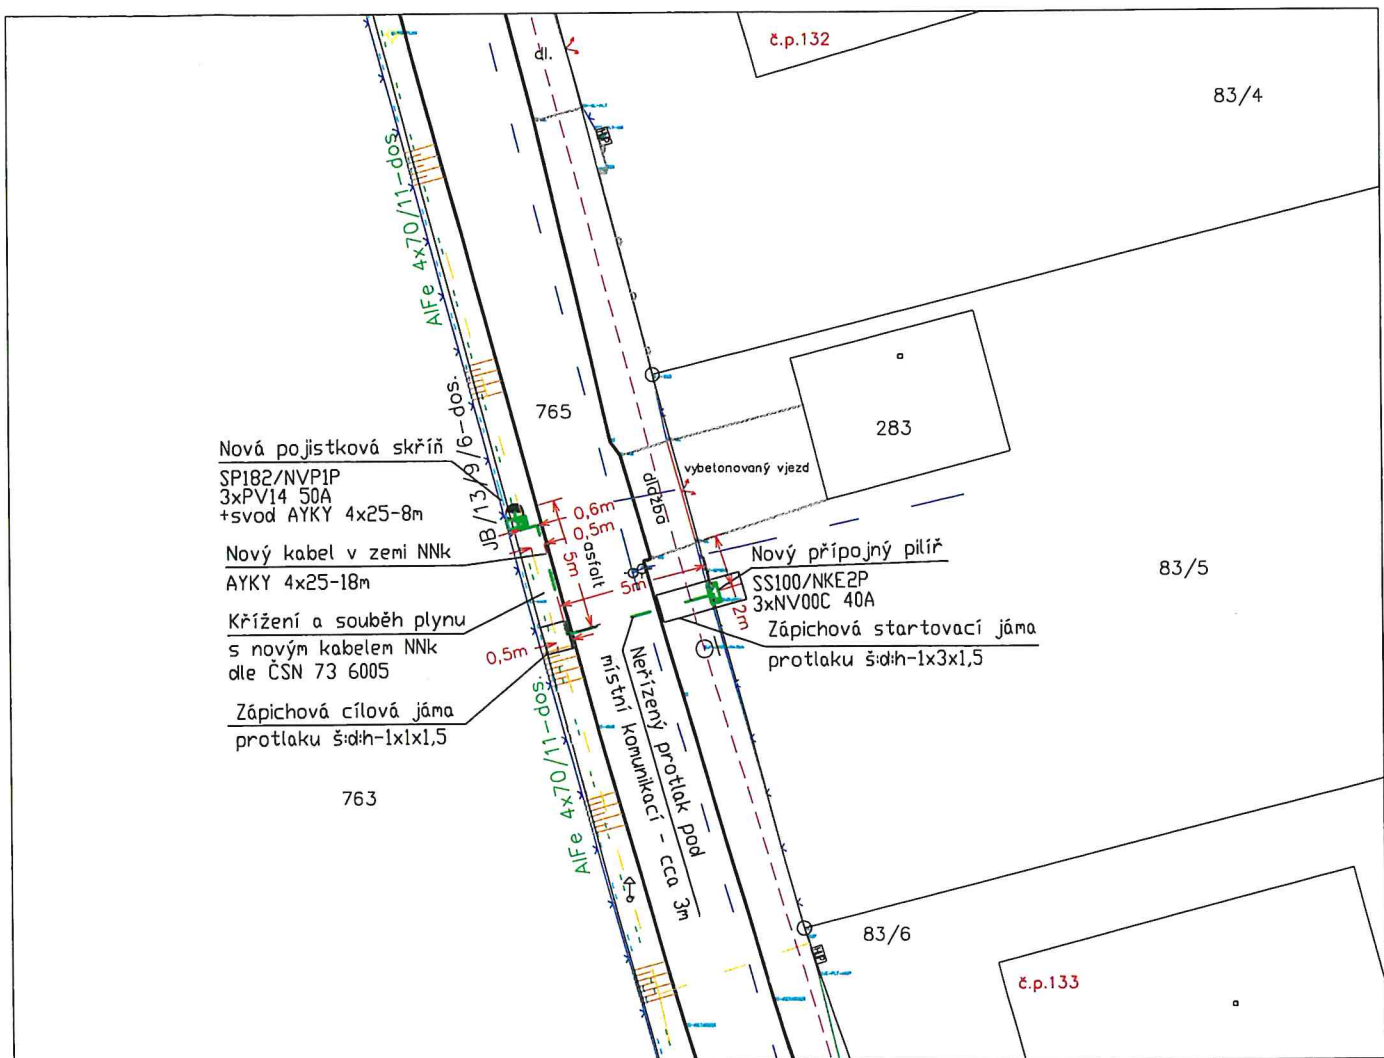 č.p.132
dl.
83/4
AlFe 4x70/11-dos.
765
283
JB/13/9/6-dos.
Nová pojistková skříň
SP182/NVP1P
3xPV14 50A
+svod AYKY 4x25-8m
vybetonovaný vjezd
dlažba
0,6m
0,5m
5m
asfalt
5m
Nový kabel v zemi NNk
AYKY 4x25-18m
Nový přípojný pilíř
SS100/NKE2P
3xNV00C 40A
2m
83/5
Křížení a souběh plynu
s novým kabelem NNk
dle ČSN 73 6005
0,5m
Zápichová startovací jáma
protlaku š:d:h-1x3x1,5
Zápichová cílová jáma
protlaku š:d:h-1x1x1,5
Neřízený protlak pod
místní komunikací - cca 3m
AlFe 4x70/11-dos.
763
83/6
HP
č.p.133